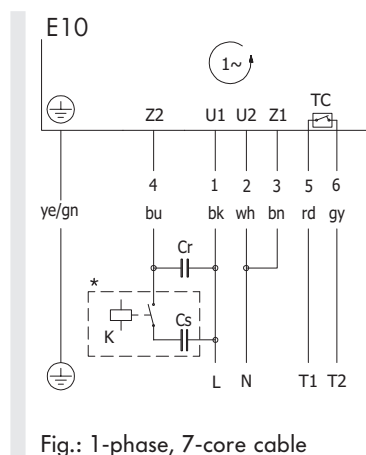 E10
1~
TC
Z2 U1 U2 Z1
4 1 2 3 5 6
ye/gn bu bk wh bn rd gy
Cr
*
K Cs
L N T1 T2
Fig.: 1-phase, 7-core cable